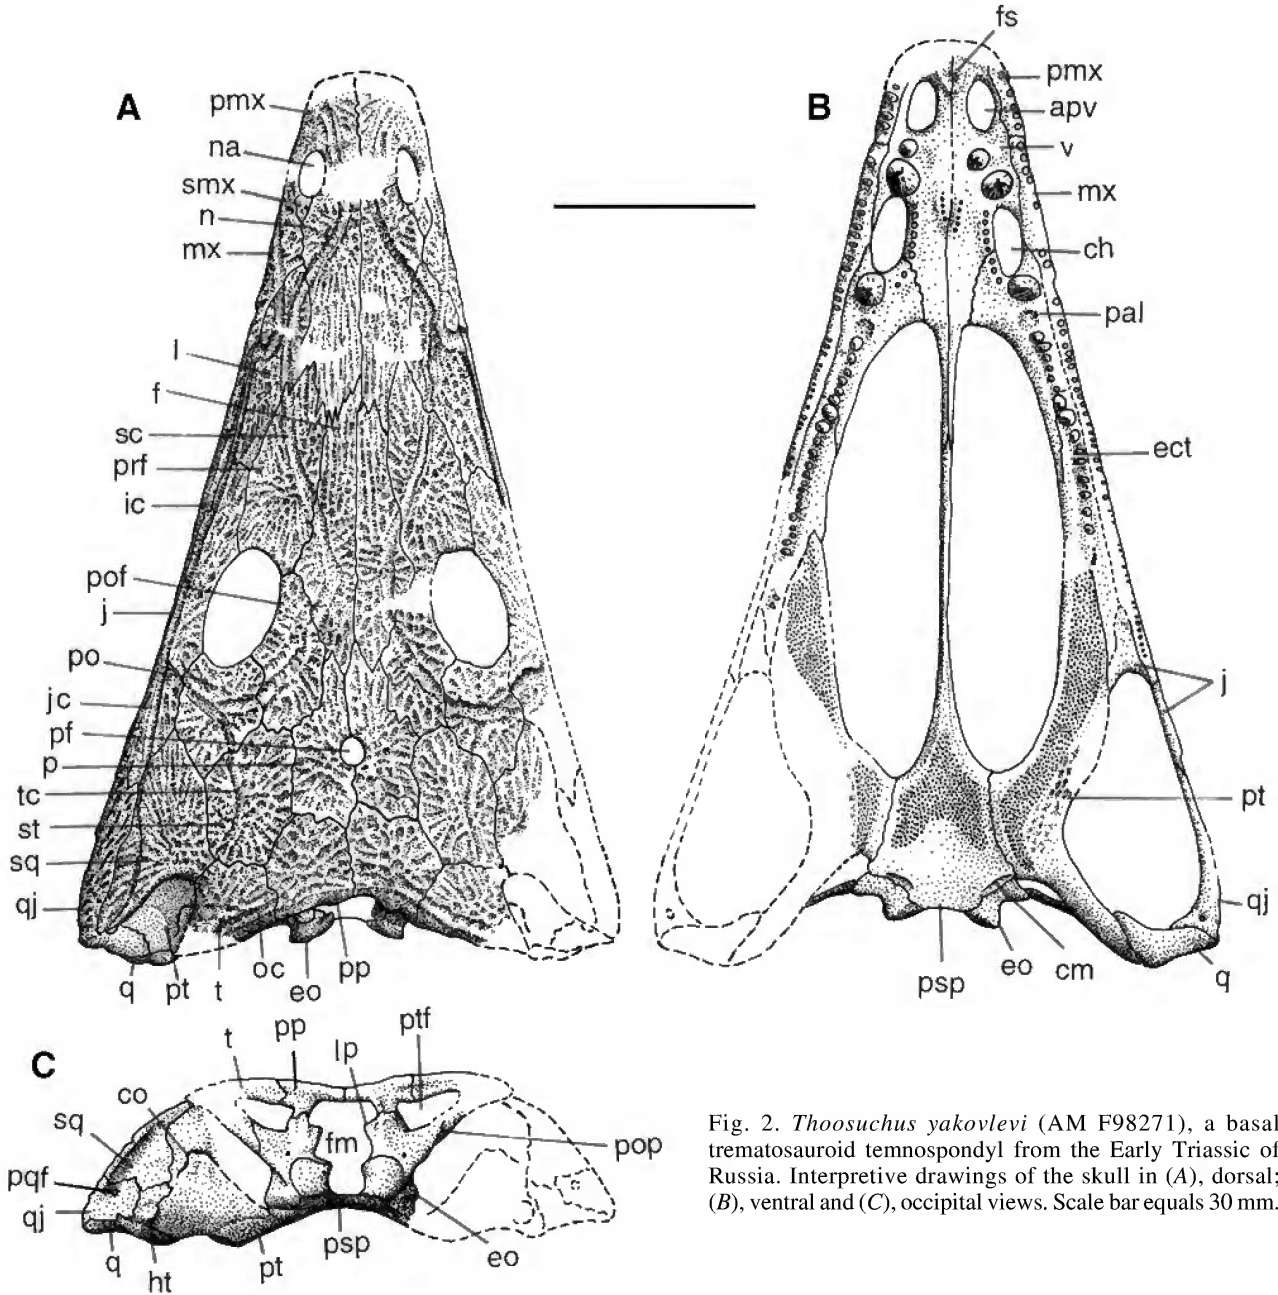 A
pmx
na
smx
n
mx
l
f
sc
prf
ic
pof
j
po
jc
pf
p
tc
st
sq
qj
q
pt
t
oc
eo
pp
B
fs
pmx
apv
v
mx
ch
pal
ect
j
pt
qj
q
cm
eo
psp
C
t
pp
lp
ptf
co
sq
fm
pop
pqf
qj
q
ht
pt
psp
eo
Fig. 2. Thoosuchus yakovlevi (AM F98271), a basal
trematosauroid temnospondyl from the Early Triassic of
Russia. Interpretive drawings of the skull in (A), dorsal;
(B), ventral and (C), occipital views. Scale bar equals 30 mm.